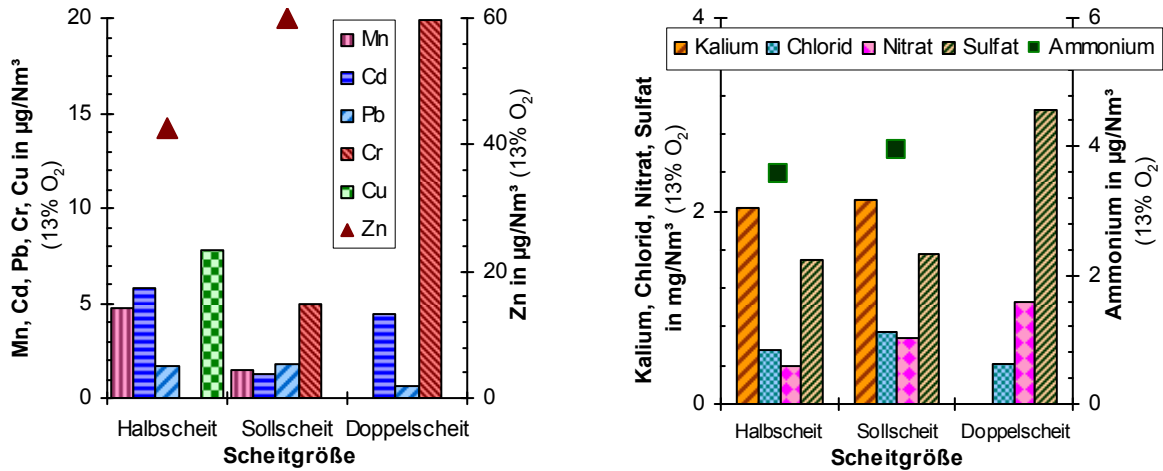 Mn, Cd, Pb, Cr, Cu in µg/Nm³
(13% O₂)
20
15
10
5
0
Mn
Cd
Pb
Cr
Cu
Zn
60
40
20
0
Zn in µg/Nm³ (13% O₂)
Halbscheit Sollscheit Doppelscheit
Scheitgröße
Kalium, Chlorid, Nitrat, Sulfat
in mg/Nm³ (13% O₂)
4
2
0
Kalium Chlorid Nitrat Sulfat Ammonium
6
4
2
0
Ammonium in µg/Nm³
(13% O₂)
Halbscheit Sollscheit Doppelscheit
Scheitgröße